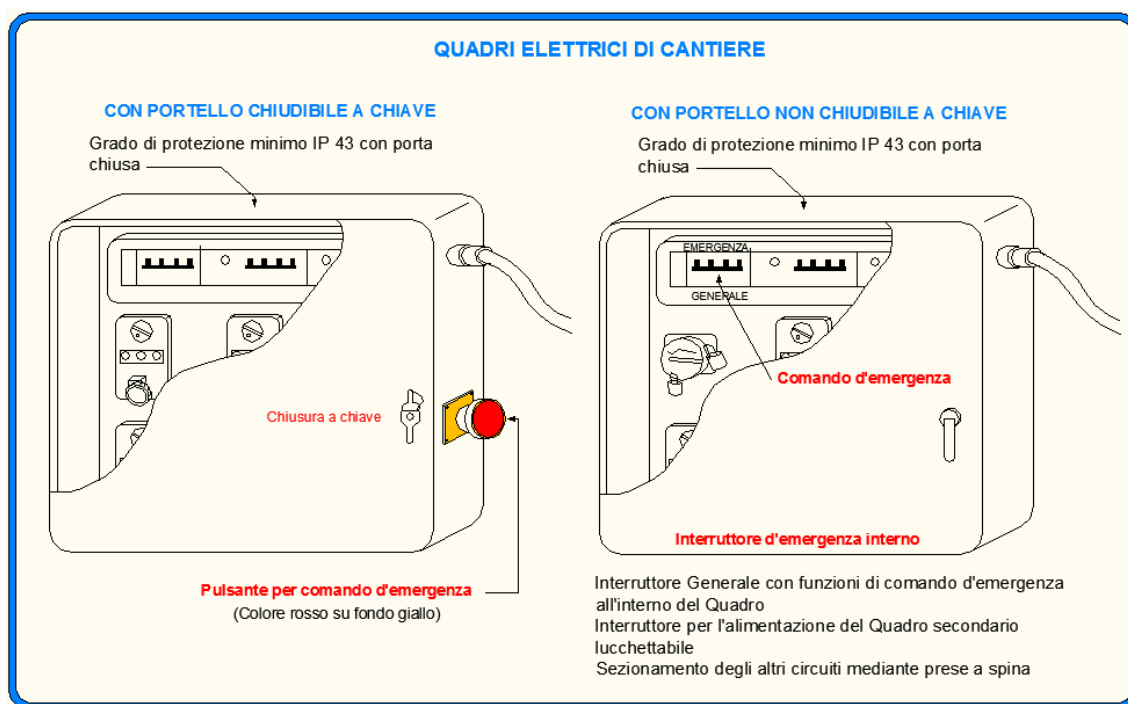 QUADRI ELETTRICI DI CANTIERE
CON PORTELLO CHIUDIBILE A CHIAVE
Grado di protezione minimo IP 43 con porta
chiusa
Chiusura a chiave
Pulsante per comando d'emergenza
(Colore rosso su fondo giallo)
CON PORTELLO NON CHIUDIBILE A CHIAVE
Grado di protezione minimo IP 43 con porta
chiusa
EMERGENZA
GENERALE
Comando d'emergenza
Interruttore d'emergenza interno
Interruttore Generale con funzioni di comando d'emergenza
all'interno del Quadro
Interruttore per l'alimentazione del Quadro secondario
lucchettabile
Sezionamento degli altri circuiti mediante prese a spina